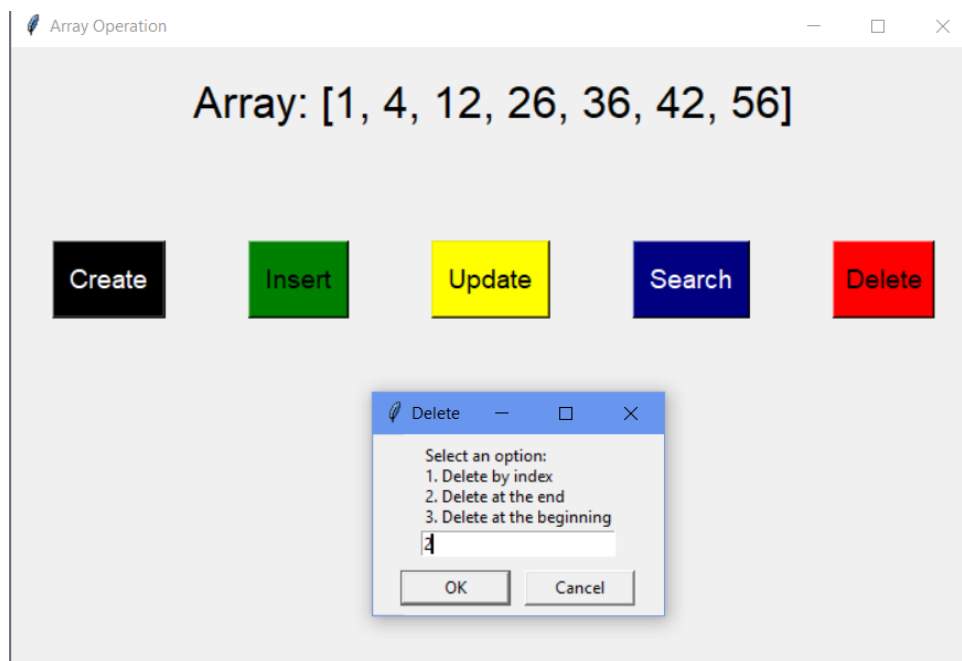 Array Operation
Array: [1, 4, 12, 26, 36, 42, 56]
Create Insert Update Search Delete
Delete
Select an option:
1. Delete by index
2. Delete at the end
3. Delete at the beginning
2
OK Cancel